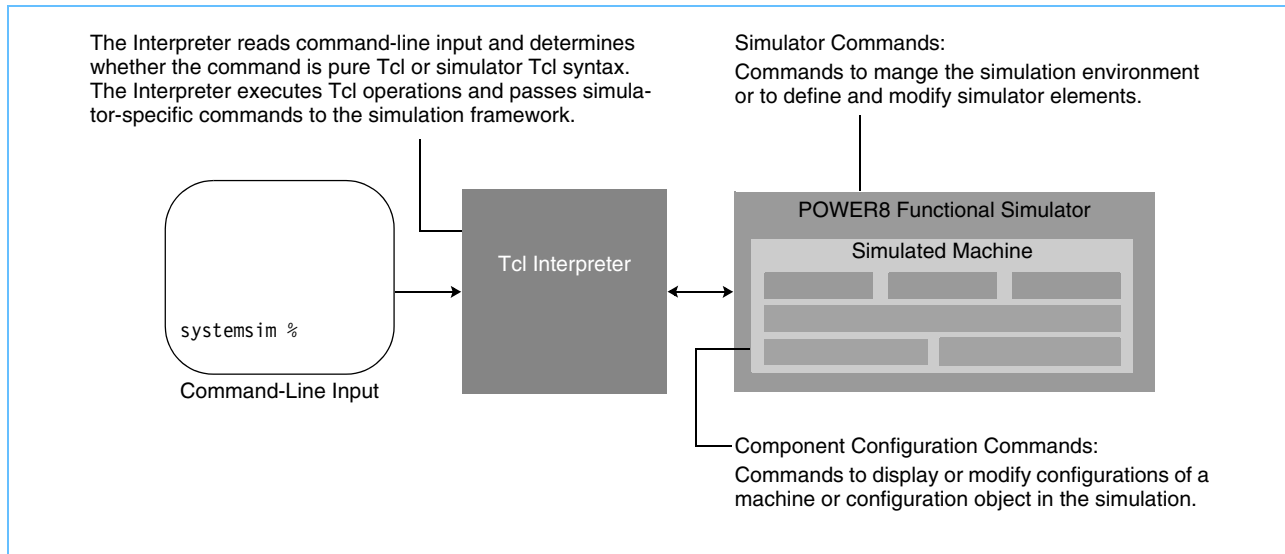 The Interpreter reads command-line input and determines
whether the command is pure Tcl or simulator Tcl syntax.
The Interpreter executes Tcl operations and passes simula-
tor-specific commands to the simulation framework.
Simulator Commands:
Commands to mange the simulation environment
or to define and modify simulator elements.
systemsim %
Command-Line Input
Tcl Interpreter
POWER8 Functional Simulator
Simulated Machine
Component Configuration Commands:
Commands to display or modify configurations of a
machine or configuration object in the simulation.